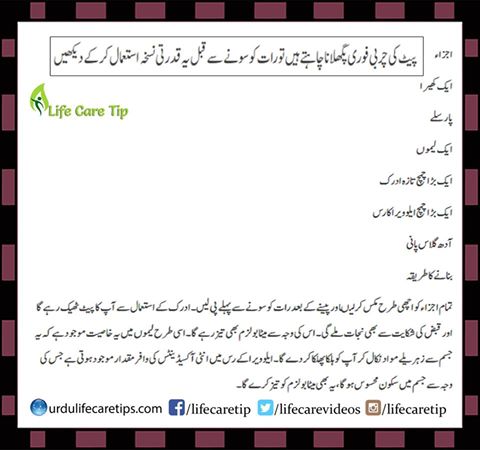 پیٹ کی چربی فوری پگھلانا چاہتے ہیں تو رات کو سونے سے قبل یہ قدرتی نسخہ استعمال کر کے دیکھیں
اجزاء
ایک کھیرا
Life Care Tip
پارسلے
ایک لیموں
ایک بڑا چمچ تازہ ادرک
ایک بڑا چمچ ایلوویرا کا رس
آدھ گلاس پانی
بنانے کا طریقہ
تمام اجزاء کو اچھی طرح مکس کر لیں اور پینے کے بعد رات کو سونے سے پہلے پی لیں۔ ادرک کے استعمال سے آپ کا پیٹ ٹھیک رہے گا
اور قبض کی شکایت سے بھی نجات ملے گی۔ اس کی وجہ سے میٹابولزم بھی تیز رہے گا۔ اسی طرح لیموں میں یہ خاصیت موجود ہے کہ یہ
جسم سے زہریلے مواد نکال کر آپ کو ہلکا پھلکا کر دے گا۔ ایلوویرا کے رس میں انٹی آکسیڈینٹس کی وافر مقدار موجود ہوتی ہے جس کی
وجہ سے جسم میں سکون محسوس ہو گا، یہ بھی میٹابولزم کو تیز کرے گا۔
urdulifecaretips.com /lifecaretip /lifecarevideos /lifecaretip